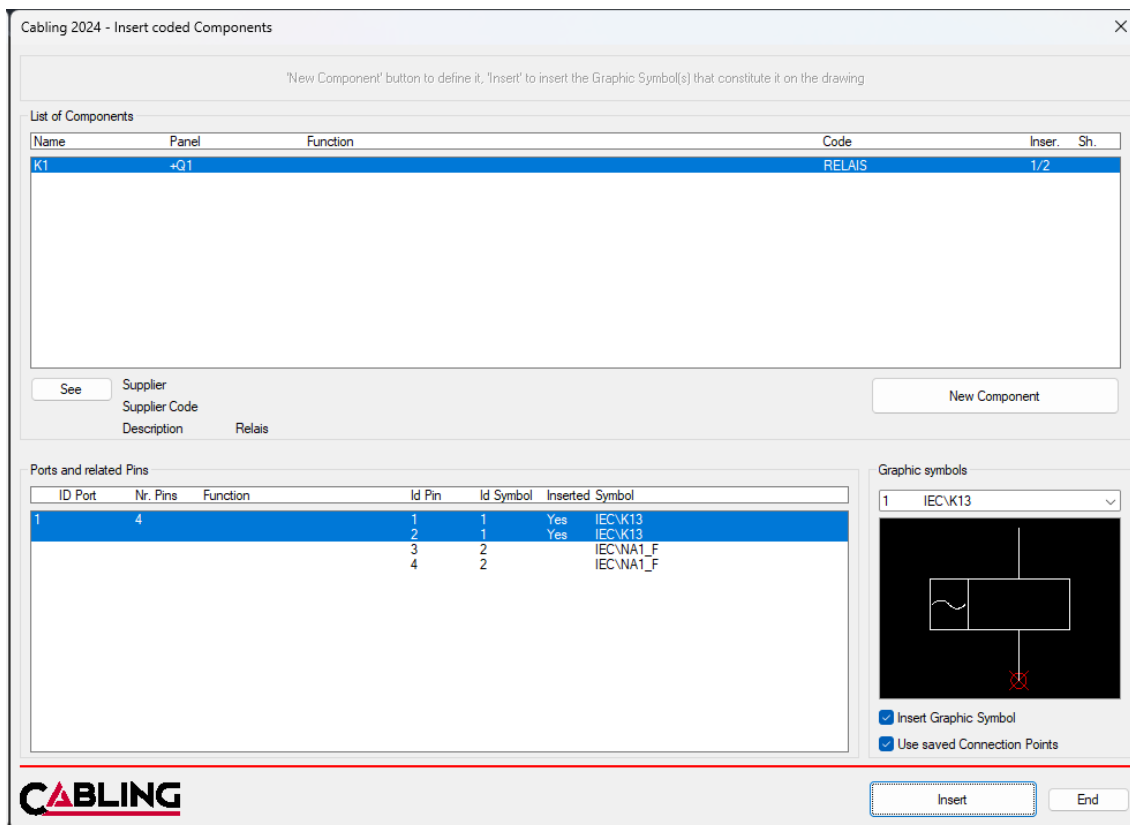 Cabling 2024 - Insert coded Components
'New Component' button to define it, 'Insert' to insert the Graphic Symbol(s) that constitute it on the drawing
List of Components
Name Panel Function Code Inser. Sh.
K1 +Q1 RELAIS 1/2
See
Supplier
Supplier Code
Description Relais
New Component
Ports and related Pins
ID Port Nr. Pins Function Id Pin Id Symbol Inserted Symbol
1 4 1 1 Yes IEC\K13
2 1 Yes IEC\K13
3 2 IEC\NA1_F
4 2 IEC\NA1_F
Graphic symbols
1 IEC\K13
Insert Graphic Symbol
Use saved Connection Points
CABLING
Insert
End